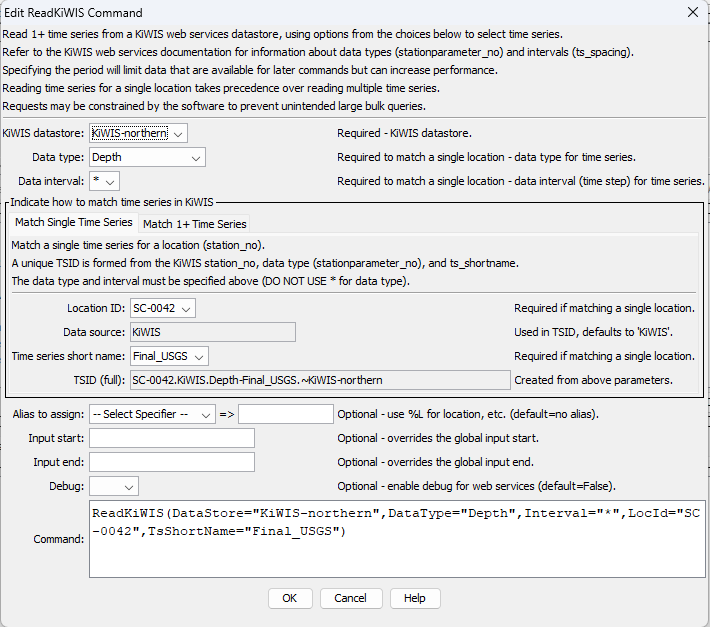 Edit ReadKiWIS Command
Read 1+ time series from a KiWIS web services datastore, using options from the choices below to select time series.
Refer to the KiWIS web services documentation for information about data types (stationparameter_no) and intervals (ts_spacing).
Specifying the period will limit data that are available for later commands but can increase performance.
Reading time series for a single location takes precedence over reading multiple time series.
Requests may be constrained by the software to prevent unintended large bulk queries.
KiWIS datastore: KiWIS-northern Required - KiWIS datastore.
Data type: Depth Required to match a single location - data type for time series.
Data interval: * Required to match a single location - data interval (time step) for time series.
Indicate how to match time series in KiWIS
Match Single Time Series Match 1+ Time Series
Match a single time series for a location (station_no).
A unique TSID is formed from the KiWIS station_no, data type (stationparameter_no), and ts_shortname.
The data type and interval must be specified above (DO NOT USE * for data type).
Location ID: SC-0042 Required if matching a single location.
Data source: KiWIS Used in TSID, defaults to 'KiWIS'.
Time series short name: Final_USGS Required if matching a single location.
TSID (full): SC-0042.KiWIS.Depth-Final_USGS.~KiWIS-northern Created from above parameters.
Alias to assign: -- Select Specifier -- => Optional - use %L for location, etc. (default=no alias).
Input start: Optional - overrides the global input start.
Input end: Optional - overrides the global input end.
Debug: Optional - enable debug for web services (default=False).
Command: ReadKiWIS(DataStore="KiWIS-northern",DataType="Depth",Interval="*",LocId="SC
-0042",TsShortName="Final_USGS")
OK Cancel Help